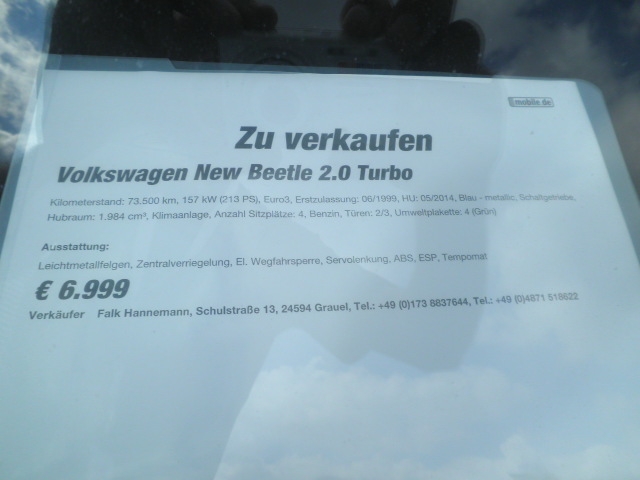 mobile.de
Zu verkaufen
Volkswagen New Beetle 2.0 Turbo
Kilometerstand: 73.500 km, 157 kW (213 PS), Euro3, Erstzulassung: 06/1999, HU: 05/2014, Blau - metallic, Schaltgetriebe,
Hubraum: 1.984 cm³, Klimaanlage, Anzahl Sitzplätze: 4, Benzin, Türen: 2/3, Umweltplakette: 4 (Grün)
Ausstattung:
Leichtmetallfelgen, Zentralverriegelung, El. Wegfahrsperre, Servolenkung, ABS, ESP, Tempomat
€ 6.999
Verkäufer Falk Hannemann, Schulstraße 13, 24594 Grauel, Tel.: +49 (0)173 8837644, Tel.: +49 (0)4871 518622